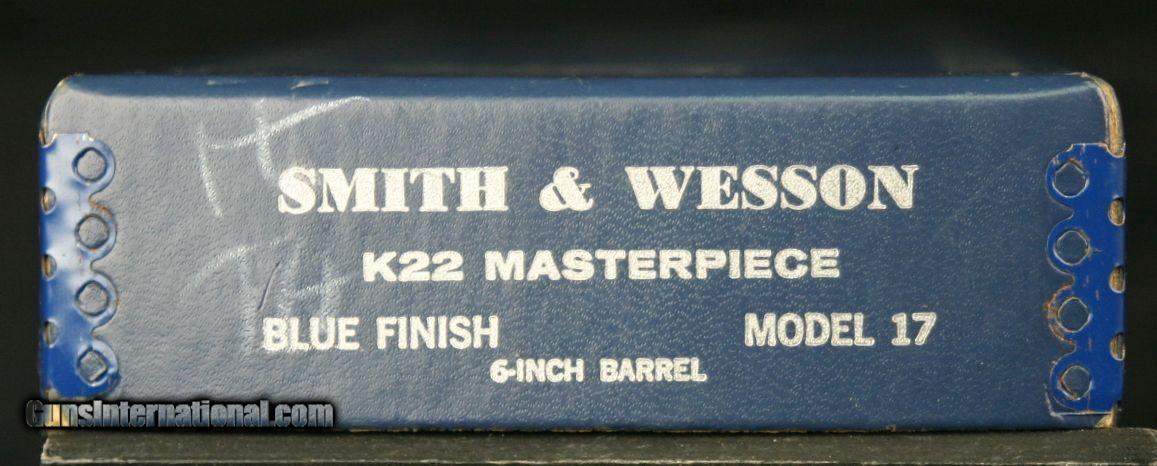 SMITH & WESSON
K22 MASTERPIECE
BLUE FINISH MODEL 17
6-INCH BARREL
GunsInternational.com